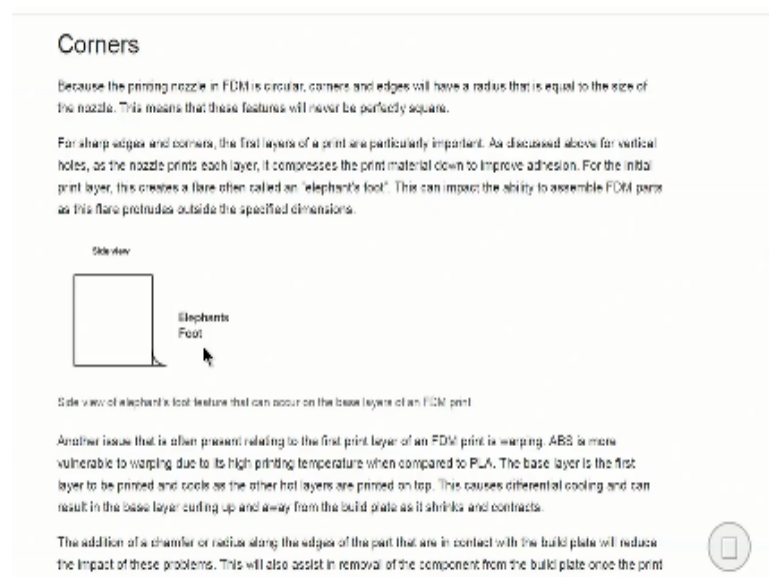 Corners
Because the printing nozzle in FDM is circular, corners and edges will have a radius that is equal to the size of
the nozzle. This means that these features will never be perfectly square.
For sharp edges and corners, the first layers of a print are particularly important. As discussed above for vertical
holes, as the nozzle prints each layer, it compresses the print material down to improve adhesion. For the initial
print layer, this creates a flare often called an "elephant's foot". This can impact the ability to assemble FDM parts
as this flare protrudes outside the specified dimensions.
Side view
Elephants
Foot
Side view of elephant's foot feature that can occur on the base layers of an FDM print
Another issue that is often present relating to the first print layer of an FDM print is warping. ABS is more
vulnerable to warping due to its high printing temperature when compared to PLA. The base layer is the first
layer to be printed and cools as the other hot layers are printed on top. This causes differential cooling and can
result in the base layer curling up and away from the build plate as it shrinks and contracts.
The addition of a chamfer or radius along the edges of the part that are in contact with the build plate will reduce
the impact of these problems. This will also assist in removal of the component from the build plate once the print